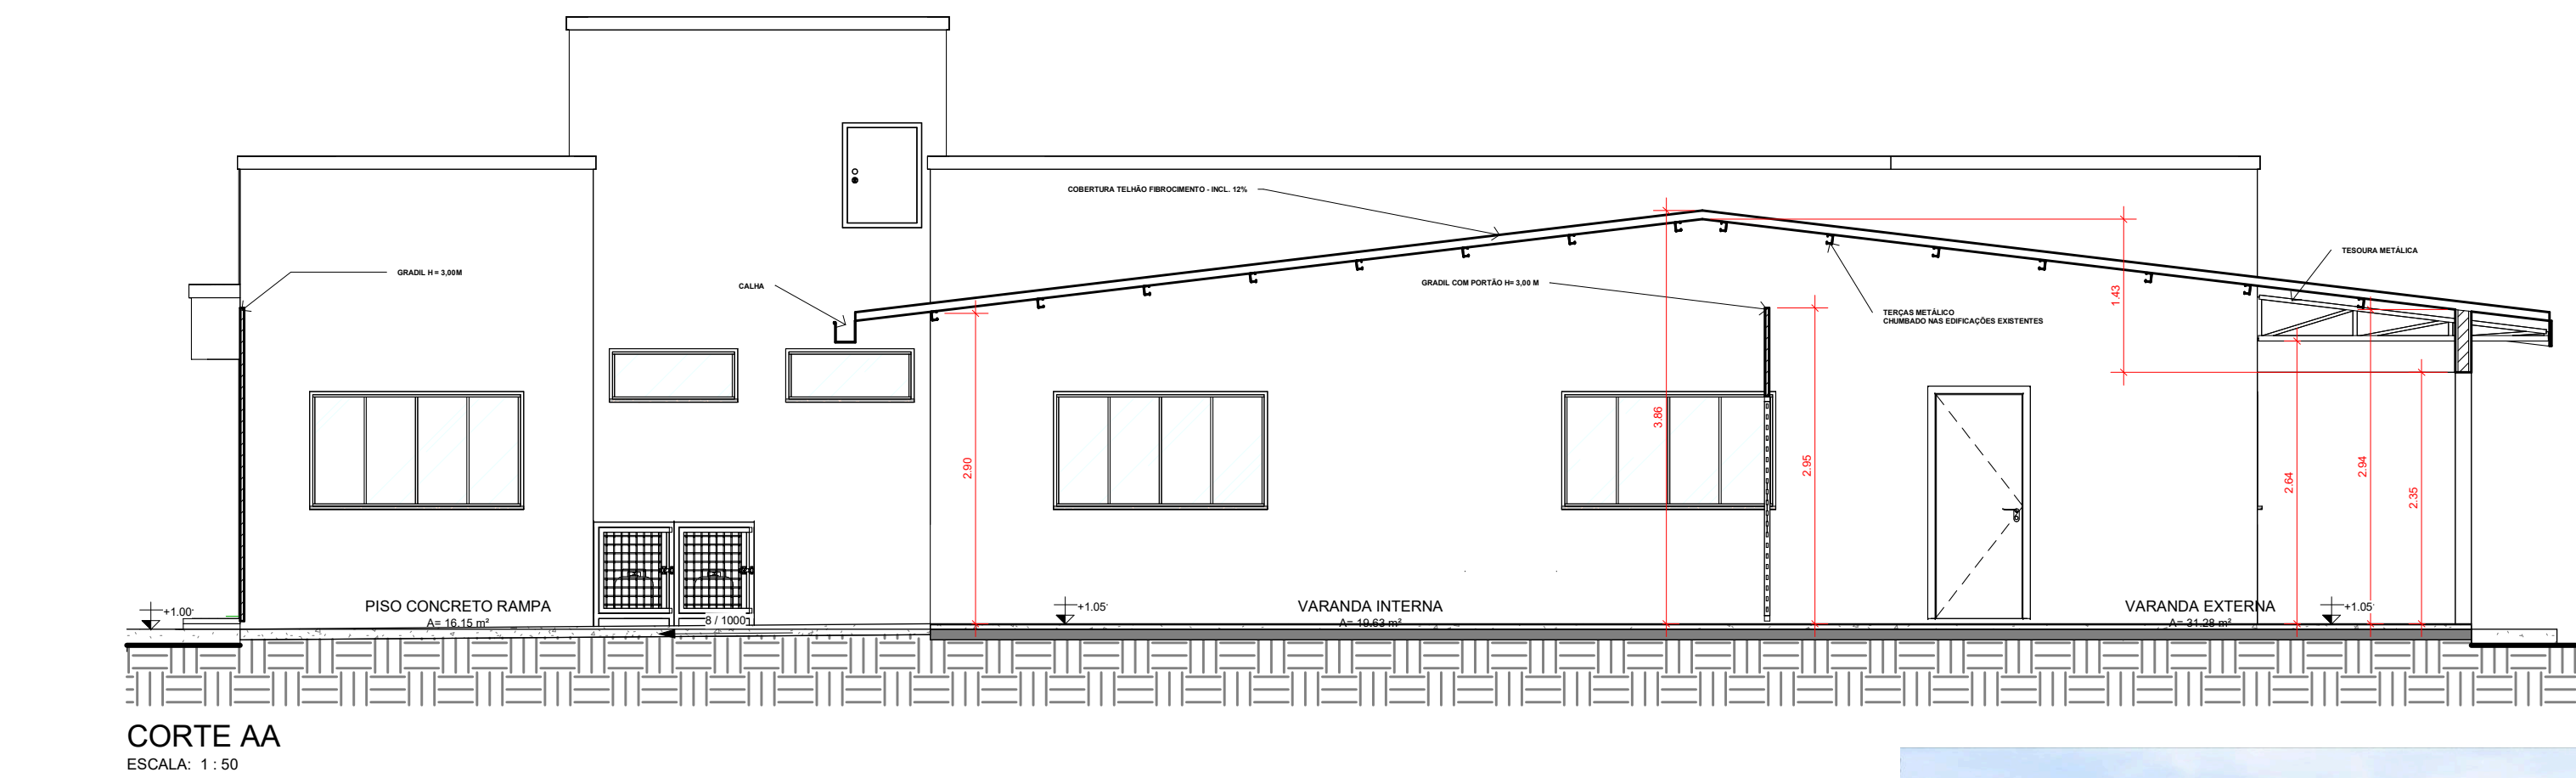 COBERTURA TELHÃO FIBROCIMENTO - INCL. 12%
GRADIL H = 3,00M
CALHA
GRADIL COM PORTÃO H= 3,00 M
TERÇAS METÁLICO
CHUMBADO NAS EDIFICAÇÕES EXISTENTES
TESOURA METÁLICA
1.43
3.86
2.90
2.95
2.64
2.94
2.35
+1.00
PISO CONCRETO RAMPA
A= 16.15 m²
8 / 1000
+1.05
VARANDA INTERNA
A= 19.63 m²
VARANDA EXTERNA
A= 31.28 m²
+1.05
CORTE AA
ESCALA: 1 : 50